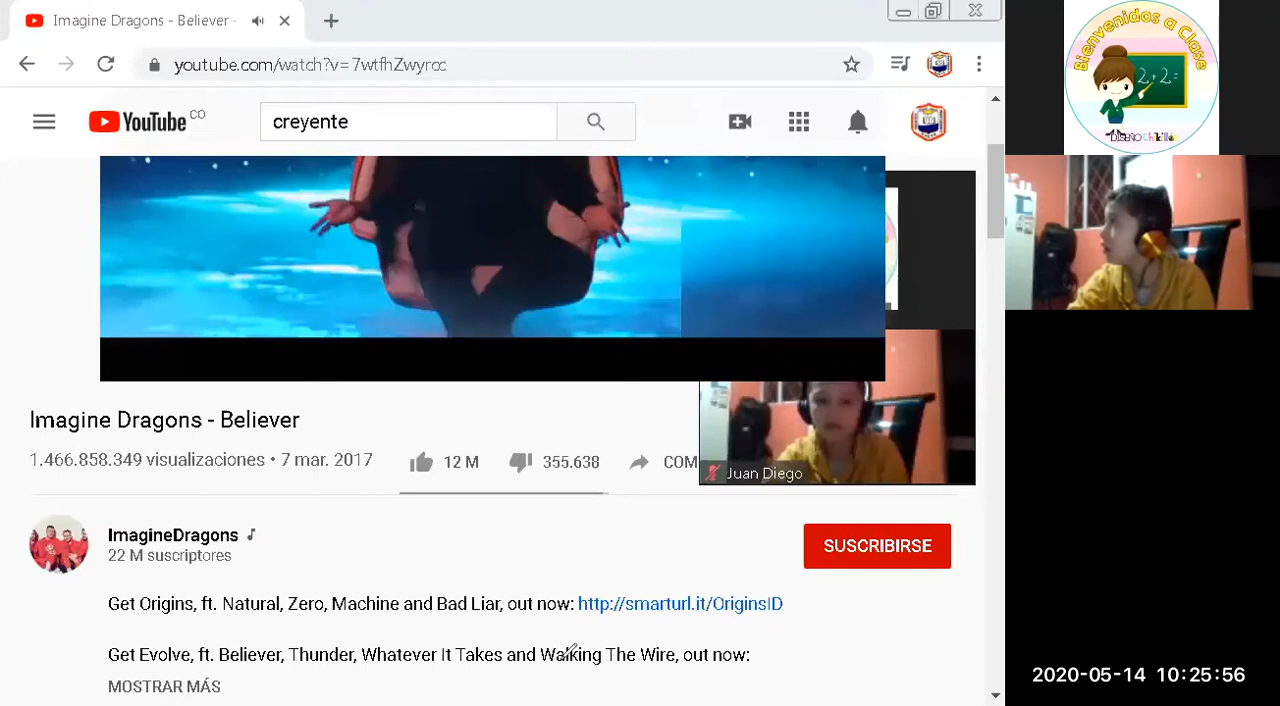 Imagine Dragons - Believer -
youtube.com/watch?v=7wtfhZwyrcc
YouTube CO
creyente
Bienvenidos a Clase
2+2=
DISEÑO
Juan Diego
Imagine Dragons - Believer
1.466.858.349 visualizaciones • 7 mar. 2017
12 M
355.638
COM
ImagineDragons
22 M suscriptores
SUSCRIBIRSE
Get Origins, ft. Natural, Zero, Machine and Bad Liar, out now: http://smarturl.it/OriginsID
Get Evolve, ft. Believer, Thunder, Whatever It Takes and Walking The Wire, out now:
MOSTRAR MÁS
2020-05-14 10:25:56